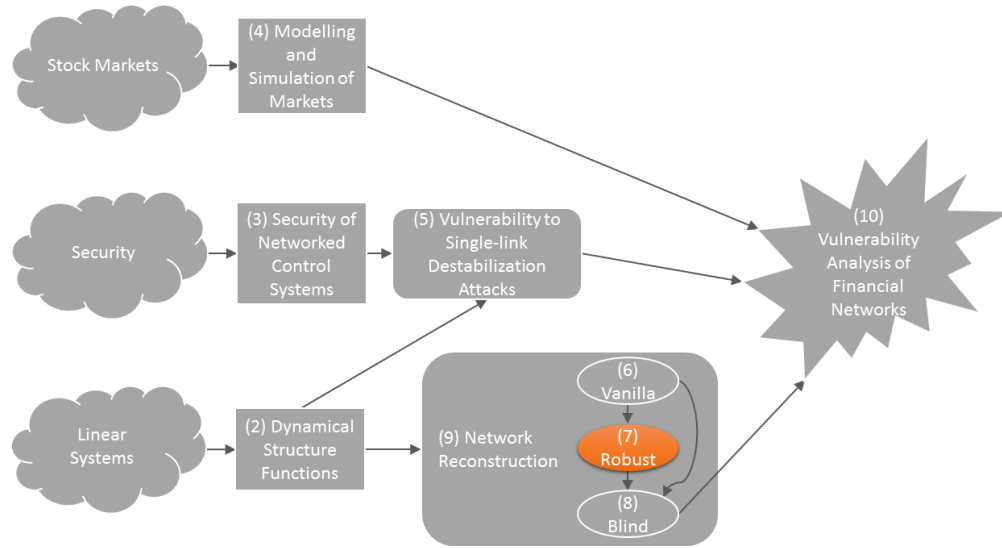 Stock Markets
(4) Modelling
and
Simulation of
Markets
Security
(3) Security of
Networked
Control
Systems
(5) Vulnerability to
Single-link
Destabilization
Attacks
(10)
Vulnerability
Analysis of
Financial
Networks
Linear
Systems
(2) Dynamical
Structure
Functions
(9) Network
Reconstruction
(6)
Vanilla
(7)
Robust
(8)
Blind